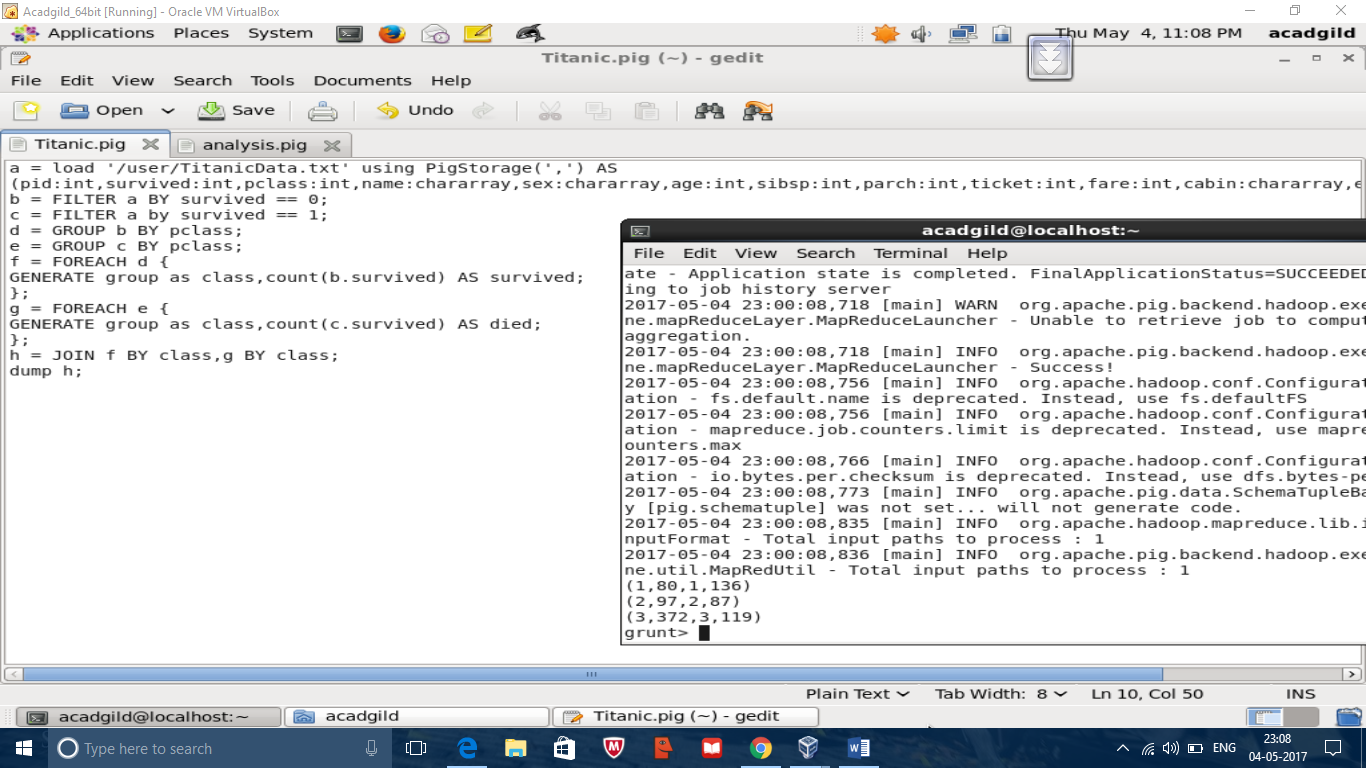 Acadgild_64bit [Running] - Oracle VM VirtualBox
Applications Places System Thu May 4, 11:08 PM acadgild
Titanic.pig (~) - gedit
File Edit View Search Tools Documents Help
Open Save Undo
Titanic.pig analysis.pig
a = load '/user/TitanicData.txt' using PigStorage(',') AS
(pid:int,survived:int,pclass:int,name:chararray,sex:chararray,age:int,sibsp:int,parch:int,ticket:int,fare:int,cabin:chararray,e
b = FILTER a BY survived == 0;
c = FILTER a by survived == 1;
d = GROUP b BY pclass;
e = GROUP c BY pclass;
f = FOREACH d {
GENERATE group as class,count(b.survived) AS survived;
};
g = FOREACH e {
GENERATE group as class,count(c.survived) AS died;
};
h = JOIN f BY class,g BY class;
dump h;
acadgild@localhost:~
File Edit View Search Terminal Help
ate - Application state is completed. FinalApplicationStatus=SUCCEEDED
ing to job history server
2017-05-04 23:00:08,718 [main] WARN org.apache.pig.backend.hadoop.exe
ne.mapReduceLayer.MapReduceLauncher - Unable to retrieve job to comput
aggregation.
2017-05-04 23:00:08,718 [main] INFO org.apache.pig.backend.hadoop.exe
ne.mapReduceLayer.MapReduceLauncher - Success!
2017-05-04 23:00:08,756 [main] INFO org.apache.hadoop.conf.Configurat
ation - fs.default.name is deprecated. Instead, use fs.defaultFS
2017-05-04 23:00:08,756 [main] INFO org.apache.hadoop.conf.Configurat
ation - mapreduce.job.counters.limit is deprecated. Instead, use mapre
ounters.max
2017-05-04 23:00:08,766 [main] INFO org.apache.hadoop.conf.Configurat
ation - io.bytes.per.checksum is deprecated. Instead, use dfs.bytes-pe
2017-05-04 23:00:08,773 [main] INFO org.apache.pig.data.SchemaTupleBa
y [pig.schematuple] was not set... will not generate code.
2017-05-04 23:00:08,835 [main] INFO org.apache.hadoop.mapreduce.lib.i
nputFormat - Total input paths to process : 1
2017-05-04 23:00:08,836 [main] INFO org.apache.pig.backend.hadoop.exe
ne.util.MapRedUtil - Total input paths to process : 1
(1,80,1,136)
(2,97,2,87)
(3,372,3,119)
grunt>
Plain Text Tab Width: 8 Ln 10, Col 50 INS
acadgild@localhost:~ acadgild Titanic.pig (~) - gedit
Type here to search ENG 23:08
04-05-2017